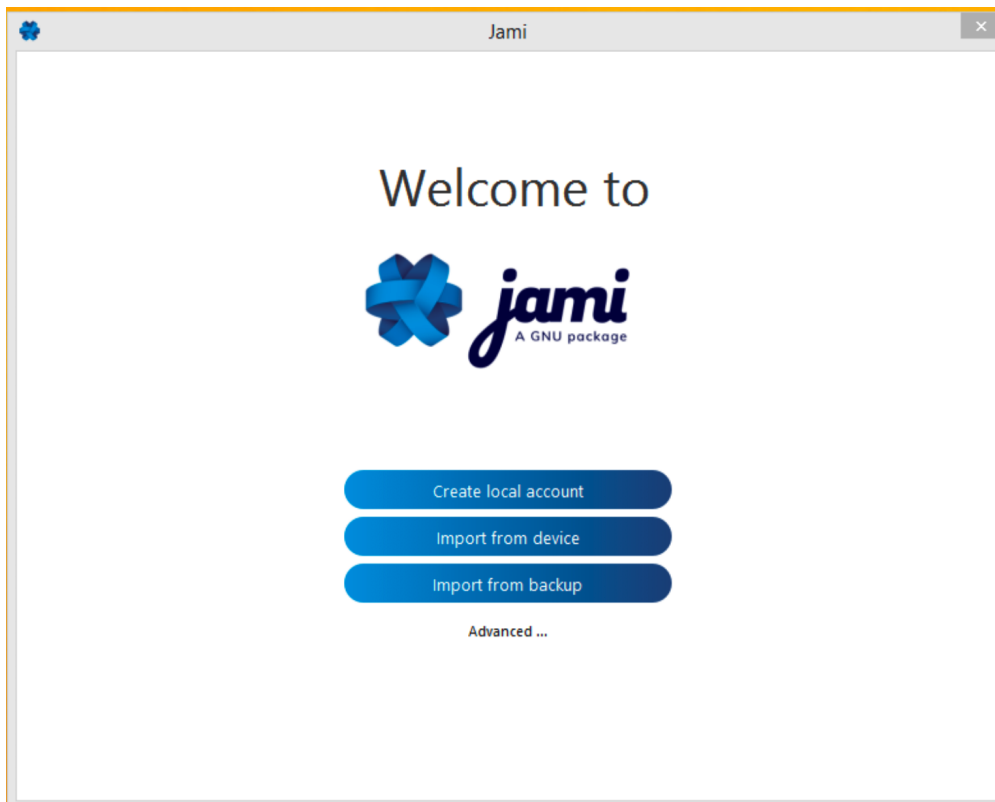 Jami
Welcome to
jami
A GNU package
Create local account
Import from device
Import from backup
Advanced ...